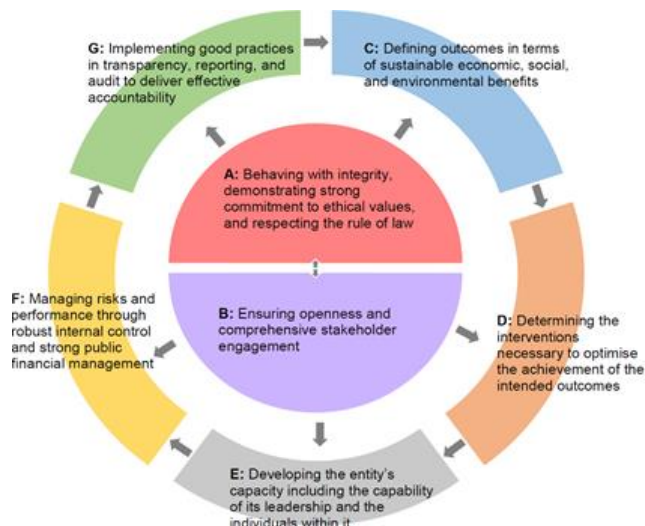 G: Implementing good practices
in transparency, reporting, and
audit to deliver effective
accountability
C: Defining outcomes in terms
of sustainable economic, social,
and environmental benefits
A: Behaving with integrity,
demonstrating strong
commitment to ethical values,
and respecting the rule of law
B: Ensuring openness and
comprehensive stakeholder
engagement
F: Managing risks and
performance through
robust internal control
and strong public
financial management
D: Determining the
interventions
necessary to optimise
the achievement of the
intended outcomes
E: Developing the entity's
capacity including the capability
of its leadership and the
individuals within it